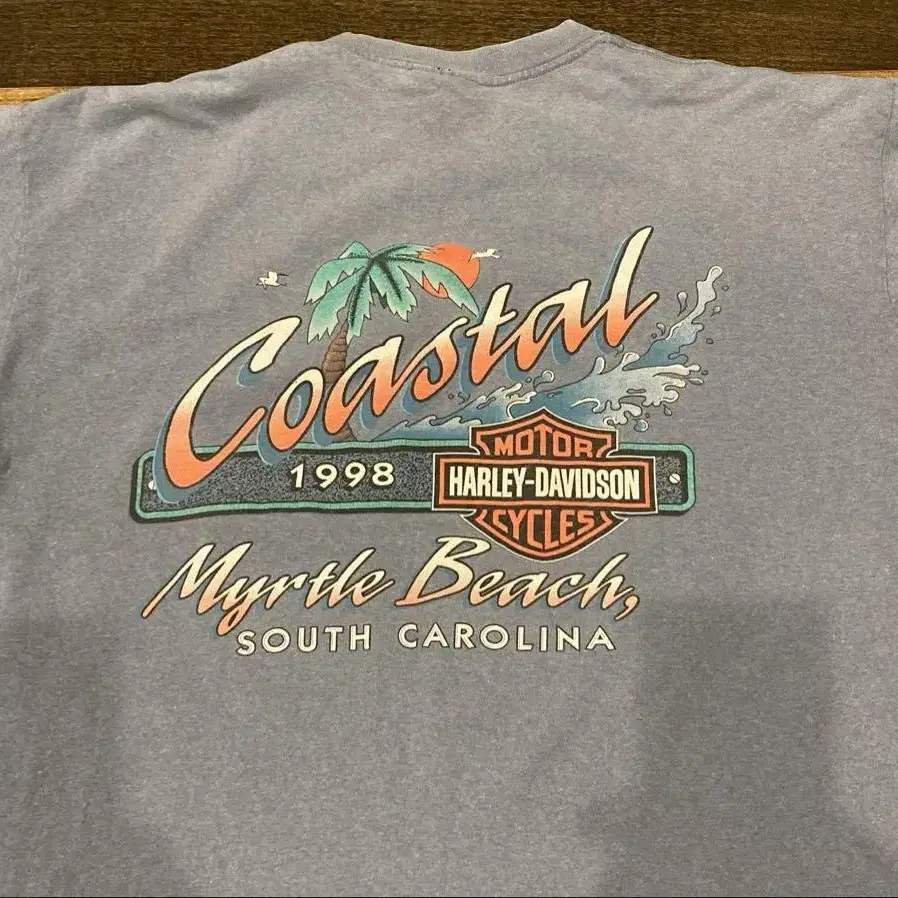 Coastal
1998
MOTOR
HARLEY-DAVIDSON
CYCLES
Myrtle Beach,
SOUTH CAROLINA